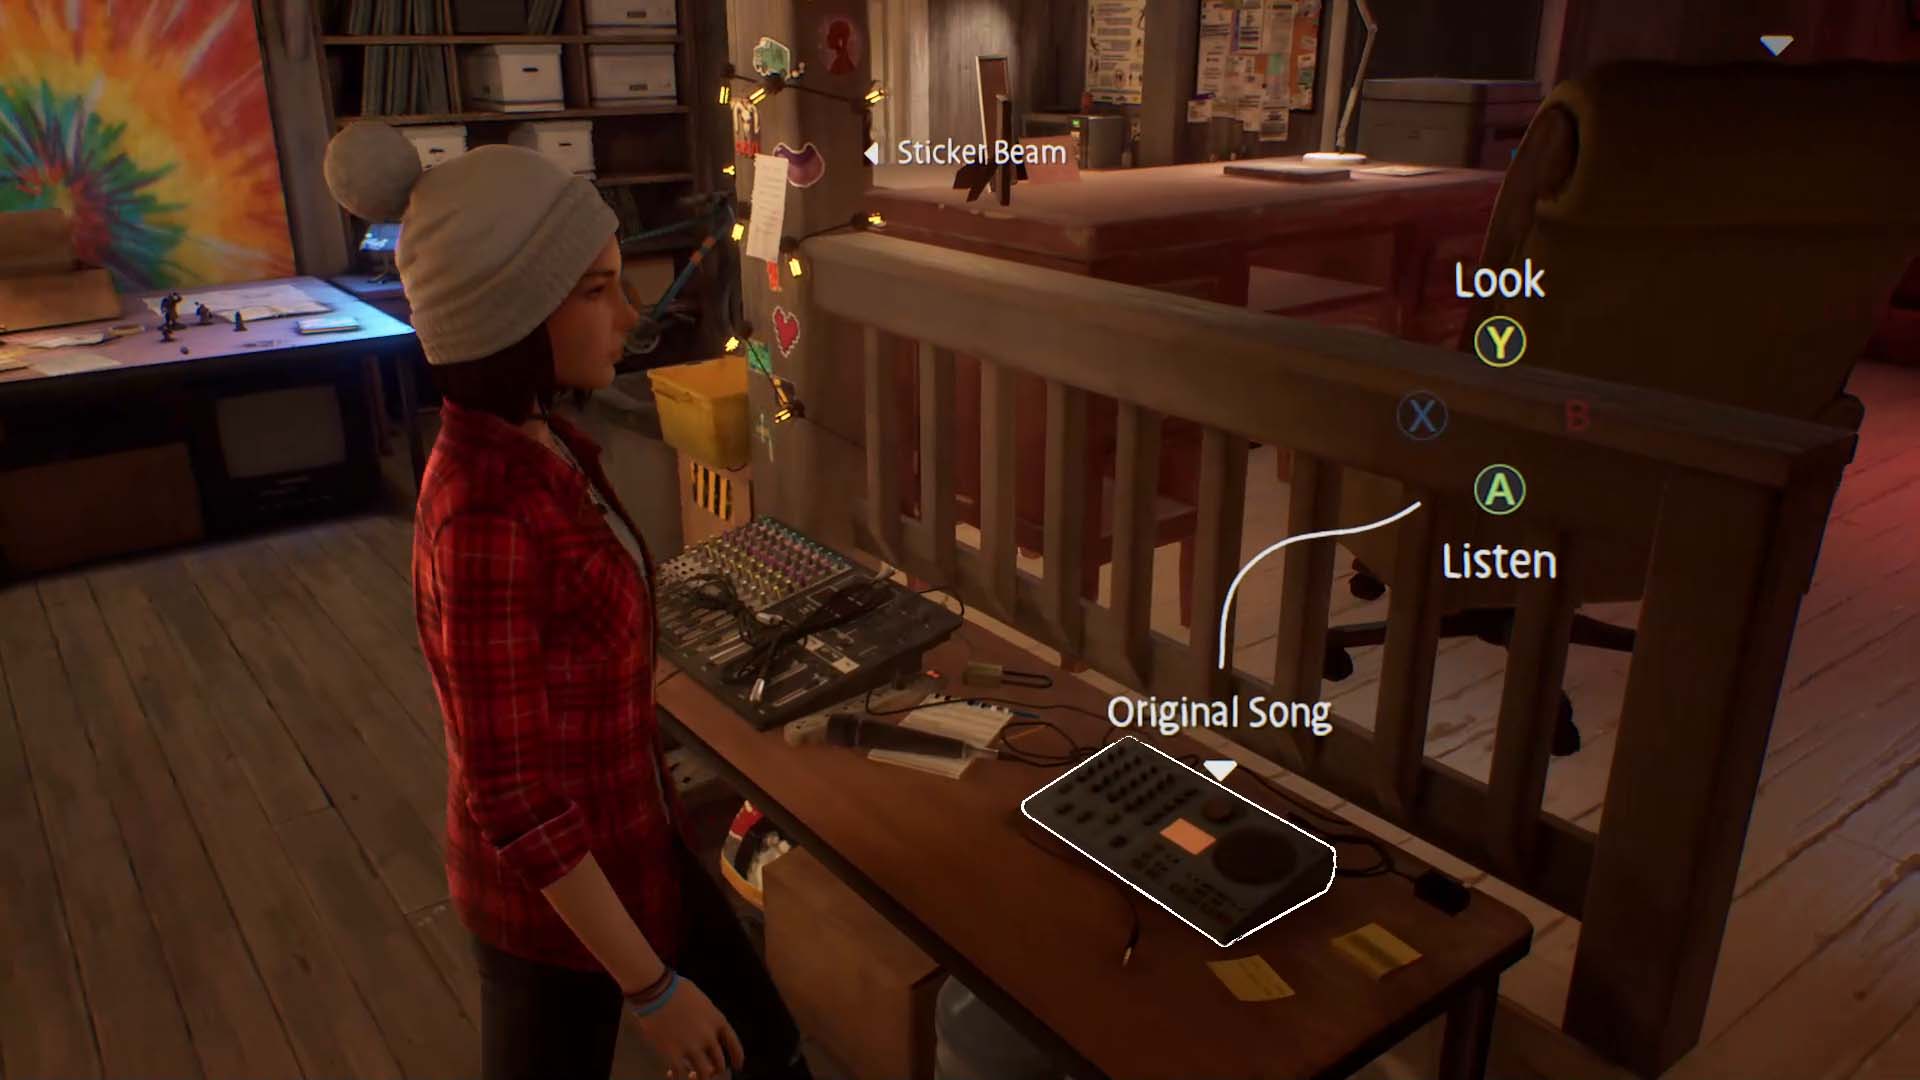 Sticker Beam
Look
Y
X
B
A
Listen
Original Song